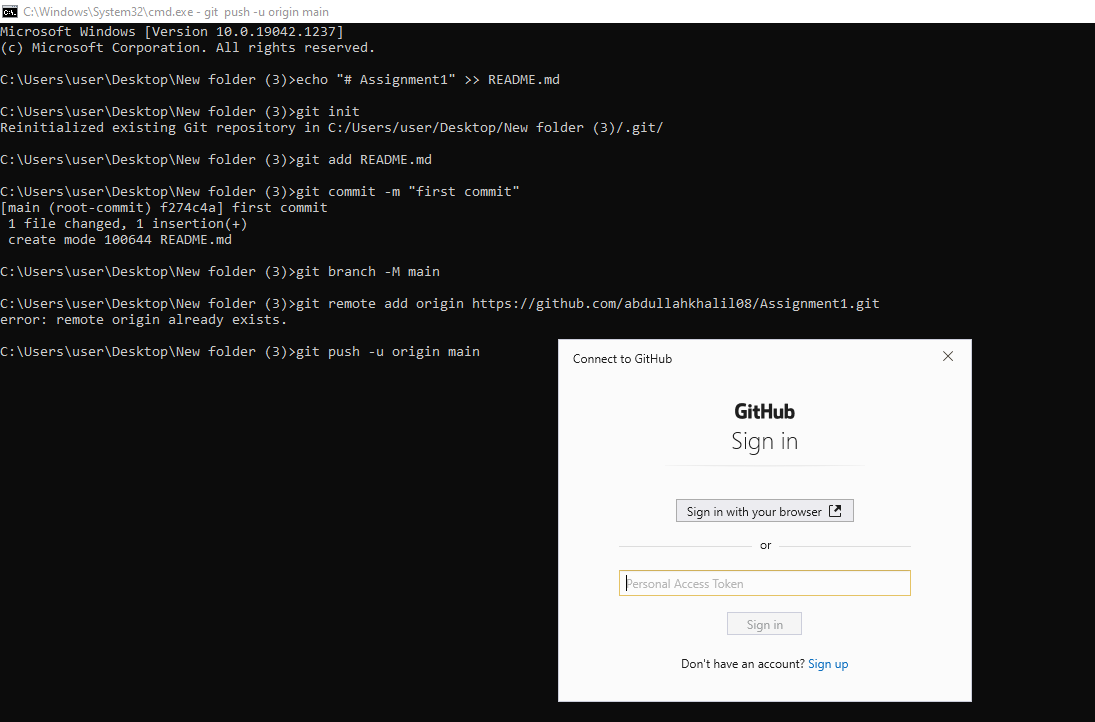 C:\Windows\System32\cmd.exe - git  push -u origin main
Microsoft Windows [Version 10.0.19042.1237]
(c) Microsoft Corporation. All rights reserved.
C:\Users\user\Desktop\New folder (3)>echo "# Assignment1" >> README.md
C:\Users\user\Desktop\New folder (3)>git init
Reinitialized existing Git repository in C:/Users/user/Desktop/New folder (3)/.git/
C:\Users\user\Desktop\New folder (3)>git add README.md
C:\Users\user\Desktop\New folder (3)>git commit -m "first commit"
[main (root-commit) f274c4a] first commit
 1 file changed, 1 insertion(+)
 create mode 100644 README.md
C:\Users\user\Desktop\New folder (3)>git branch -M main
C:\Users\user\Desktop\New folder (3)>git remote add origin https://github.com/abdullahkhalil08/Assignment1.git
error: remote origin already exists.
C:\Users\user\Desktop\New folder (3)>git push -u origin main
Connect to GitHub
GitHub
Sign in
Sign in with your browser
or
Personal Access Token
Sign in
Don't have an account? Sign up